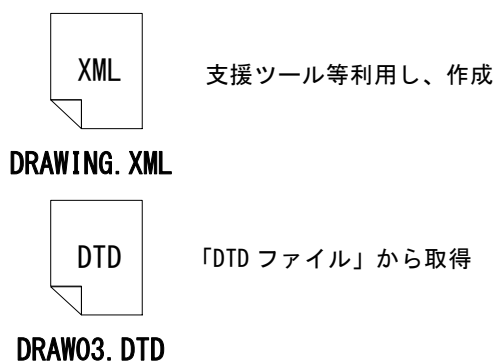 XML
支援ツール等利用し、作成
DRAWING.XML
DTD
「DTD ファイル」から取得
DRAW03.DTD